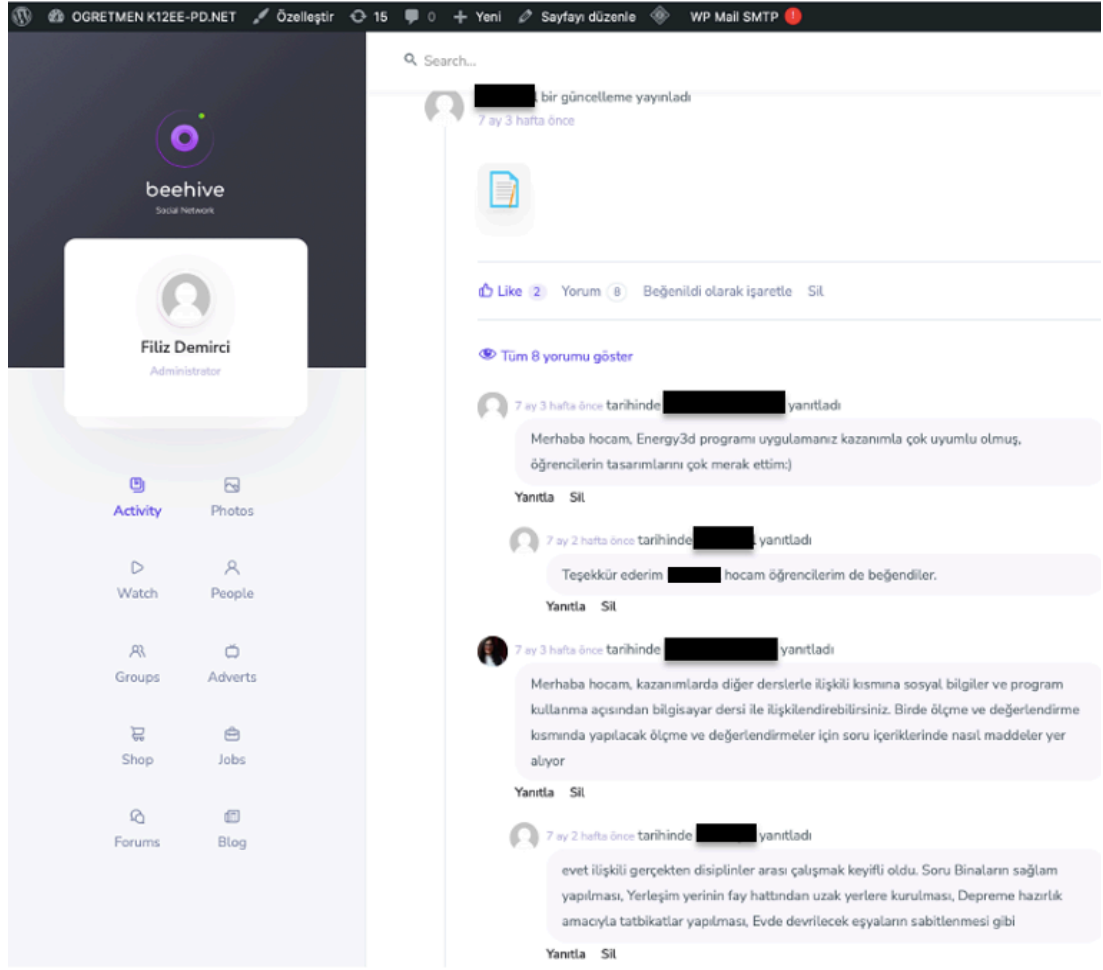 OGRETMEN K12EE-PD.NET Özelleştir 15 0 Yeni Sayfayı düzenle WP Mail SMTP !
beehive
Social Network
Filiz Demirci
Administrator
Activity Photos
Watch People
Groups Adverts
Shop Jobs
Forums Blog
Search...
bir güncelleme yayınladı
7 ay 3 hafta önce
Like 2 Yorum 8 Beğenildi olarak işaretle Sil
Tüm 8 yorumu göster
7 ay 3 hafta önce tarihinde yanıtladı
Merhaba hocam, Energy3d programı uygulamanız kazanımla çok uyumlu olmuş,
öğrencilerin tasarımlarını çok merak ettim:)
Yanıtla Sil
7 ay 2 hafta önce tarihinde yanıtladı
Teşekkür ederim hocam öğrencilerim de beğendiler.
Yanıtla Sil
7 ay 3 hafta önce tarihinde yanıtladı
Merhaba hocam, kazanımlarda diğer derslerle ilişkili kısmına sosyal bilgiler ve program
kullanma açısından bilgisayar dersi ile ilişkilendirebilirsiniz. Birde ölçme ve değerlendirme
kısmında yapılacak ölçme ve değerlendirmeler için soru içeriklerinde nasıl maddeler yer
alıyor
Yanıtla Sil
7 ay 2 hafta önce tarihinde yanıtladı
evet ilişkili gerçekten disiplinler arası çalışmak keyifli oldu. Soru Binaların sağlam
yapılması, Yerleşim yerinin fay hattından uzak yerlere kurulması, Depreme hazırlık
amacıyla tatbikatlar yapılması, Evde devrilecek eşyaların sabitlenmesi gibi
Yanıtla Sil